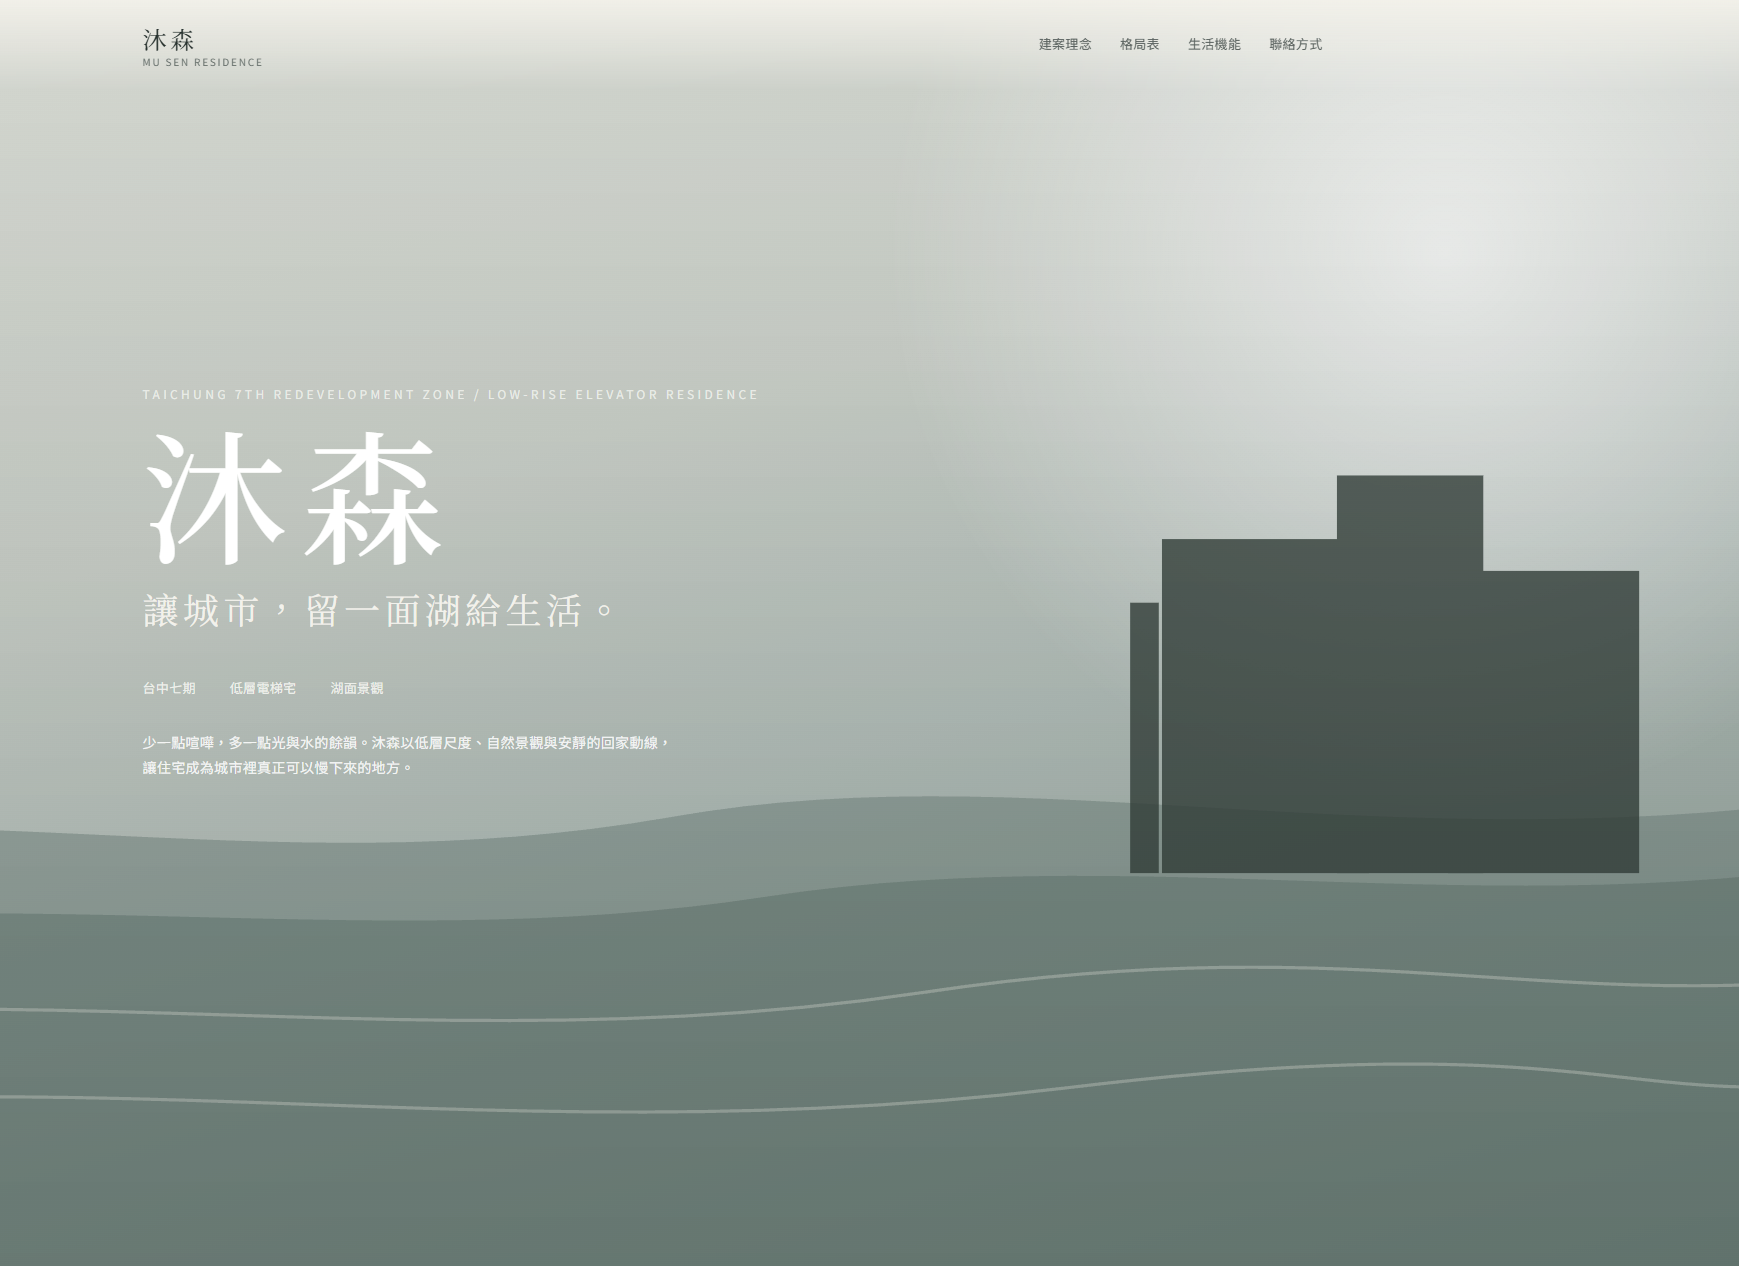 沐森
MU SEN RESIDENCE
建案理念 格局表 生活機能 聯絡方式
TAICHUNG 7TH REDEVELOPMENT ZONE / LOW-RISE ELEVATOR RESIDENCE
沐森
讓城市，留一面湖給生活。
台中七期 低層電梯宅 湖面景觀
少一點喧嘩，多一點光與水的餘韻。沐森以低層尺度、自然景觀與安靜的回家動線，
讓住宅成為城市裡真正可以慢下來的地方。